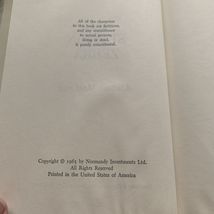 All of the characters
in this book are fictitious,
and any resemblance
to actual persons,
living or dead,
is purely coincidental.
Copyright © 1965 by Normandy Investments Ltd.
All Rights Reserved
Printed in the United States of America